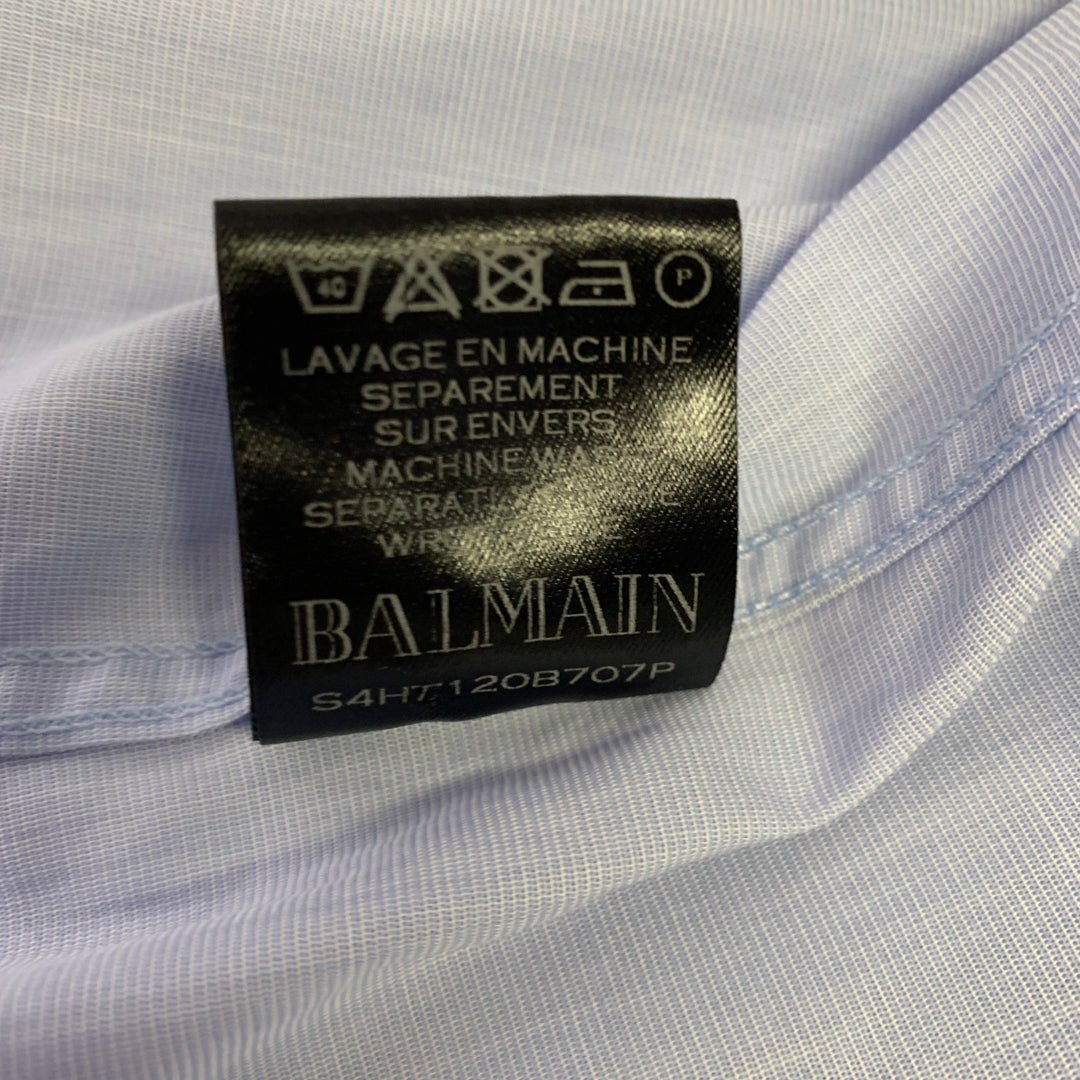 40 P
LAVAGE EN MACHINE
SEPAREMENT
SUR ENVERS
MACHINE
BALMAIN
S4HT120B707P